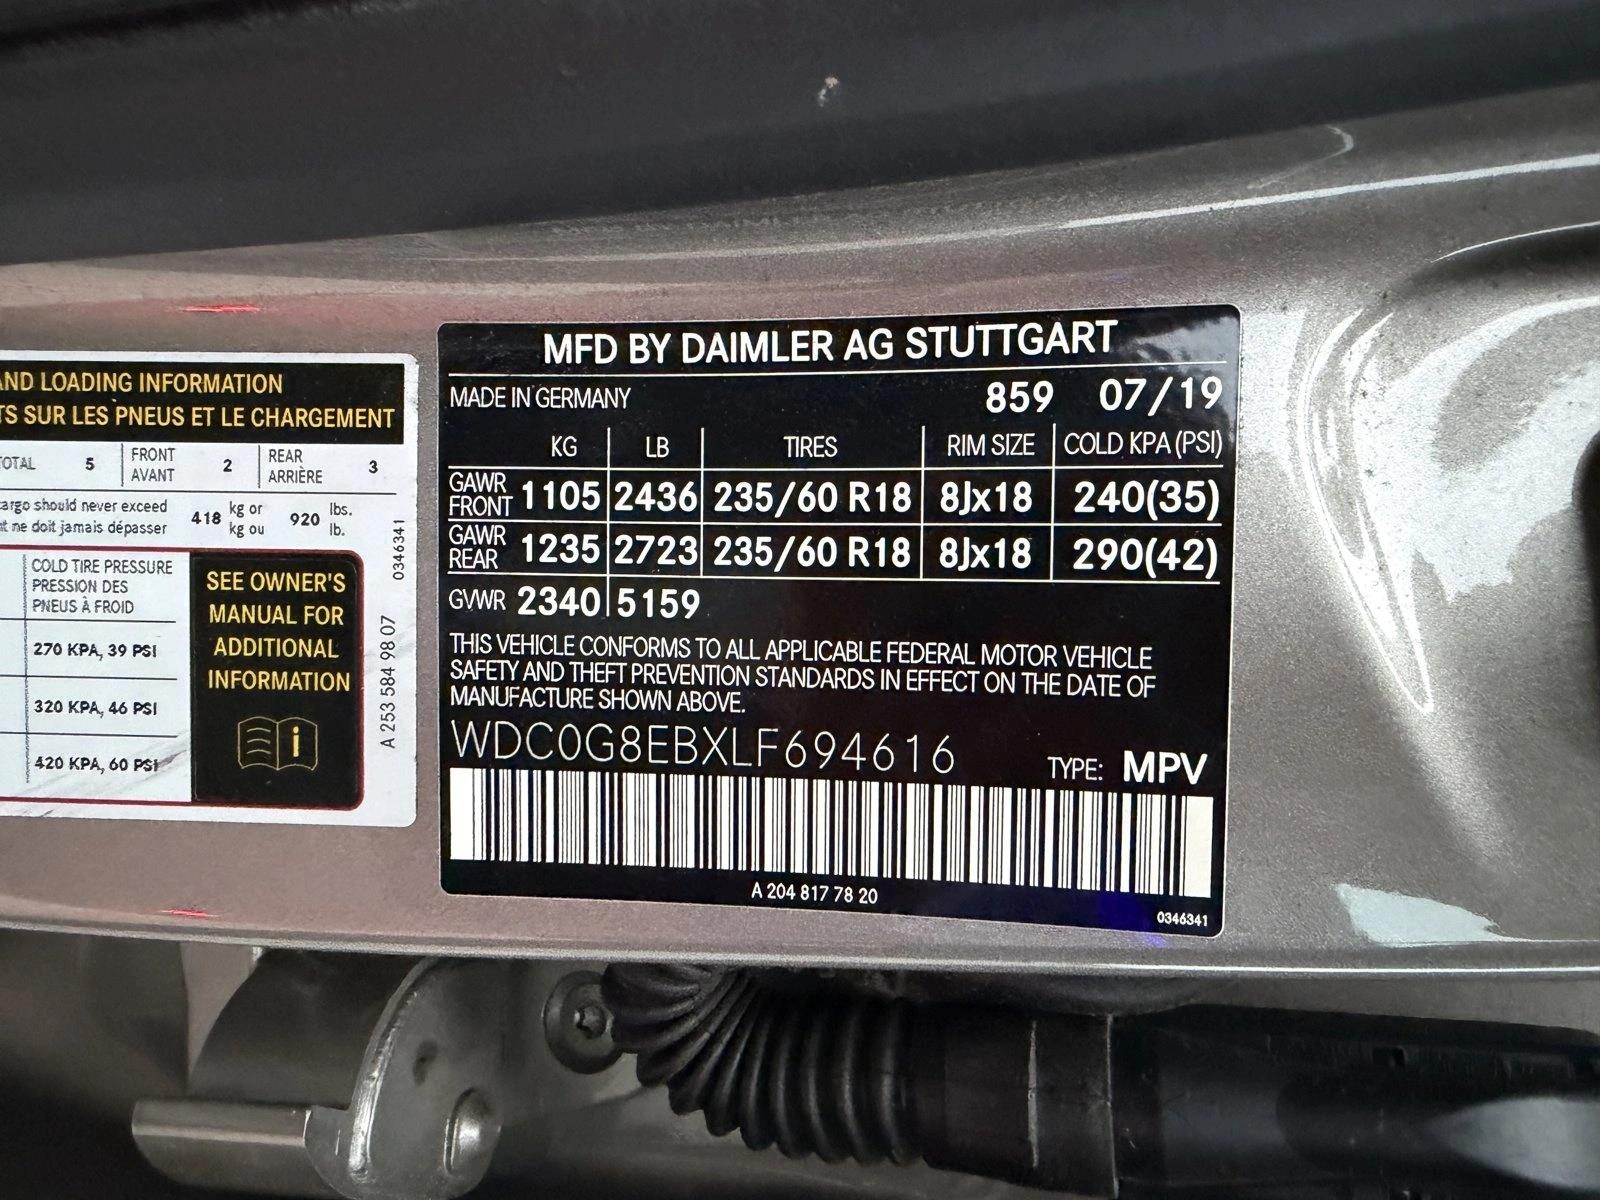 AND LOADING INFORMATION
TS SUR LES PNEUS ET LE CHARGEMENT
TOTAL 5 FRONT AVANT 2 REAR ARRIÈRE 3
cargo should never exceed
nt ne doit jamais dépasser
418 kg or kg ou 920 lbs. lb.
COLD TIRE PRESSURE
PRESSION DES
PNEUS À FROID
270 KPA, 39 PSI
320 KPA, 46 PSI
420 KPA, 60 PSI
SEE OWNER'S
MANUAL FOR
ADDITIONAL
INFORMATION
i
0346341
A 253 584 98 07
MFD BY DAIMLER AG STUTTGART
MADE IN GERMANY 859 07/19
KG LB TIRES RIM SIZE COLD KPA (PSI)
GAWR FRONT 1105 2436 235/60 R18 8Jx18 240(35)
GAWR REAR 1235 2723 235/60 R18 8Jx18 290(42)
GVWR 2340 5159
THIS VEHICLE CONFORMS TO ALL APPLICABLE FEDERAL MOTOR VEHICLE
SAFETY AND THEFT PREVENTION STANDARDS IN EFFECT ON THE DATE OF
MANUFACTURE SHOWN ABOVE.
WDC0G8EBXLF694616 TYPE: MPV
A 204 817 78 20
0346341